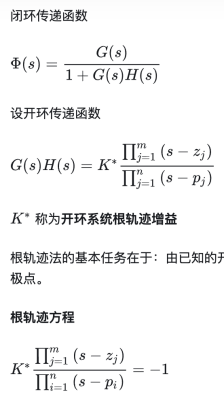 闭环传递函数
Φ(s) = G(s) / (1 + G(s)H(s))
设开环传递函数
G(s)H(s) = K* ∏_{j=1}^{m} (s − z_j) / ∏_{j=1}^{n} (s − p_j)
K* 称为开环系统根轨迹增益
根轨迹法的基本任务在于：由已知的开
极点。
根轨迹方程
K* ∏_{j=1}^{m} (s − z_j) / ∏_{i=1}^{n} (s − p_i) = −1